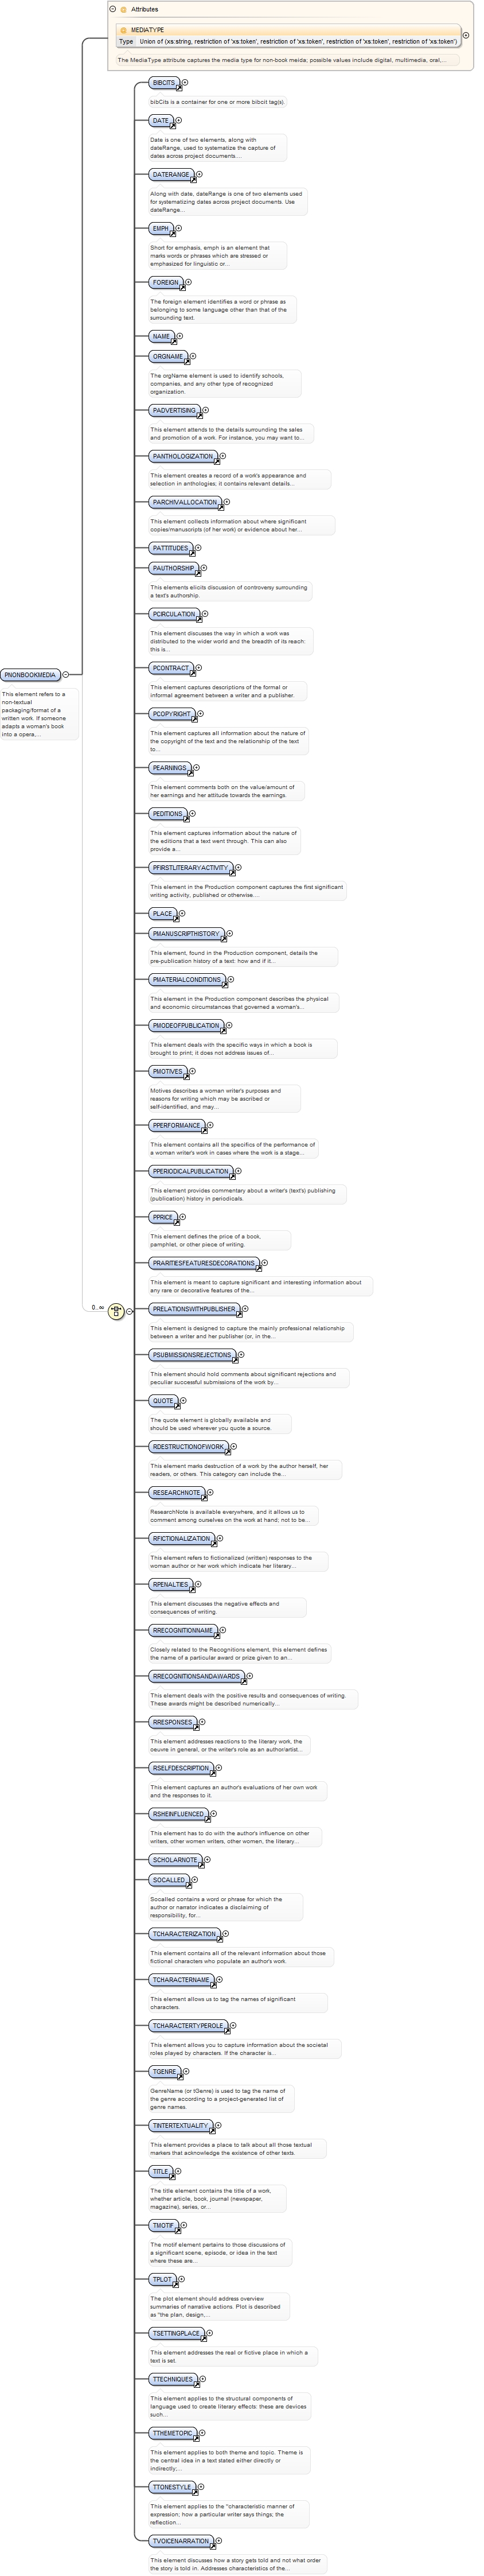 Attributes
MEDIATYPE
Type Union of (xs:string, restriction of 'xs:token', restriction of 'xs:token', restriction of 'xs:token', restriction of 'xs:token')
The MediaType attribute captures the media type for non-book meida; possible values include digital, multimedia, oral,...
BIBCITS
bibCits is a container for one or more bibcit tag(s).
DATE
Date is one of two elements, along with
dateRange, used to systematize the capture of
dates across project documents....
DATERANGE
Along with date, dateRange is one of two elements used
for systematizing dates across project documents. Use
dateRange...
EMPH
Short for emphasis, emph is an element that
marks words or phrases which are stressed or
emphasized for linguistic or...
FOREIGN
The foreign element identifies a word or phrase as
belonging to some language other than that of the
surrounding text.
NAME
ORGNAME
The orgName element is used to identify schools,
companies, and any other type of recognized
organization.
PADVERTISING
This element attends to the details surrounding the sales
and promotion of a work. For instance, you may want to...
PANTHOLOGIZATION
This element creates a record of a work's appearance and
selection in anthologies; it contains relevant details...
PARCHIVALLOCATION
This element collects information about where significant
copies/manuscripts (of her work) or evidence about her...
PATTITUDES
PAUTHORSHIP
This elements elicits discussion of controversy surrounding
a text's authorship.
PCIRCULATION
This element discusses the way in which a work was
distributed to the wider world and the breadth of its reach:
this is...
PNONBOOKMEDIA
This element refers to a
non-textual
packaging/format of a
written work. If someone
adapts a woman's book
into a opera,...
PCONTRACT
This element captures descriptions of the formal or
informal agreement between a writer and a publisher.
PCOPYRIGHT
This element captures all information about the nature of
the copyright of the text and the relationship of the text
to...
PEARNINGS
This element comments both on the value/amount of
her earnings and her attitude towards the earnings.
PEDITIONS
This element captures information about the nature of
the editions that a text went through. This can also
provide a...
PFIRSTLITERARYACTIVITY
This element in the Production component captures the first significant
writing activity, published or otherwise....
PLACE
PMANUSCRIPTHISTORY
This element, found in the Production component, details the
pre-publication history of a text: how and if it...
PMATERIALCONDITIONS
This element in the Production component describes the physical
and economic circumstances that governed a woman's...
PMODEOFPUBLICATION
This element deals with the specific ways in which a book is
brought to print; it does not address issues of...
PMOTIVES
Motives describes a woman writer's purposes and
reasons for writing which may be ascribed or
self-identified, and may...
PPERFORMANCE
This element contains all the specifics of the performance of
a woman writer's work in cases where the work is a stage...
PPERIODICALPUBLICATION
This element provides commentary about a writer's (text's) publishing
(publication) history in periodicals.
PPRICE
This element defines the price of a book,
pamphlet, or other piece of writing.
PRARITIESFEATURESDECORATIONS
This element is meant to capture significant and interesting information about
any rare or decorative features of the...
0..∞
PRELATIONSWITHPUBLISHER
This element is designed to capture the mainly professional relationship
between a writer and her publisher (or, in the...
PSUBMISSIONSREJECTIONS
This element should hold comments about significant rejections and
peculiar successful submissions of the work by...
QUOTE
The quote element is globally available and
should be used wherever you quote a source.
RDESTRUCTIONOFWORK
This element marks destruction of a work by the author herself, her
readers, or others. This category can include the...
RESEARCHNOTE
ResearchNote is available everywhere, and it allows us to
comment among ourselves on the work at hand; not to be...
RFICTIONALIZATION
This element refers to fictionalized (written) responses to the
woman author or her work which indicate her literary...
RPENALTIES
This element discusses the negative effects and
consequences of writing.
RRECOGNITIONNAME
Closely related to the Recognitions element, this element defines
the name of a particular award or prize given to an...
RRECOGNITIONSANDAWARDS
This element deals with the positive results and consequences of writing.
These awards might be described numerically...
RRESPONSES
This element addresses reactions to the literary work, the
oeuvre in general, or the writer's role as an author/artist...
RSELFDESCRIPTION
This element captures an author's evaluations of her own work
and the responses to it.
RSHEINFLUENCED
This element has to do with the author's influence on other
writers, other women writers, other women, the literary...
SCHOLARNOTE
SOCALLED
Socalled contains a word or phrase for which the
author or narrator indicates a disclaiming of
responsibility, for...
TCHARACTERIZATION
This element contains all of the relevant information about those
fictional characters who populate an author's work.
TCHARACTERNAME
This element allows us to tag the names of significant
characters.
TCHARACTERTYPEROLE
This element allows you to capture information about the societal
roles played by characters. If the character is...
TGENRE
GenreName (or tGenre) is used to tag the name of
the genre according to a project-generated list of
genre names.
TINTERTEXTUALITY
This element provides a place to talk about all those textual
markers that acknowledge the existence of other texts.
TITLE
The title element contains the title of a work,
whether article, book, journal (newspaper,
magazine), series, or...
TMOTIF
The motif element pertains to those discussions of
a significant scene, episode, or idea in the text
where these are...
TPLOT
The plot element should address overview
summaries of narrative actions. Plot is described
as "the plan, design,...
TSETTINGPLACE
This element addresses the real or fictive place in which a
text is set.
TTECHNIQUES
This element applies to the structural components of
language used to create literary effects: these are devices
such...
TTHEMETOPIC
This element applies to both theme and topic. Theme is
the central idea in a text stated either directly or
indirectly;...
TTONESTYLE
This element applies to the "characteristic manner of
expression; how a particular writer says things; the
reflection...
TVOICENARRATION
This element discusses how a story gets told and not what order
the story is told in. Addresses characteristics of the...